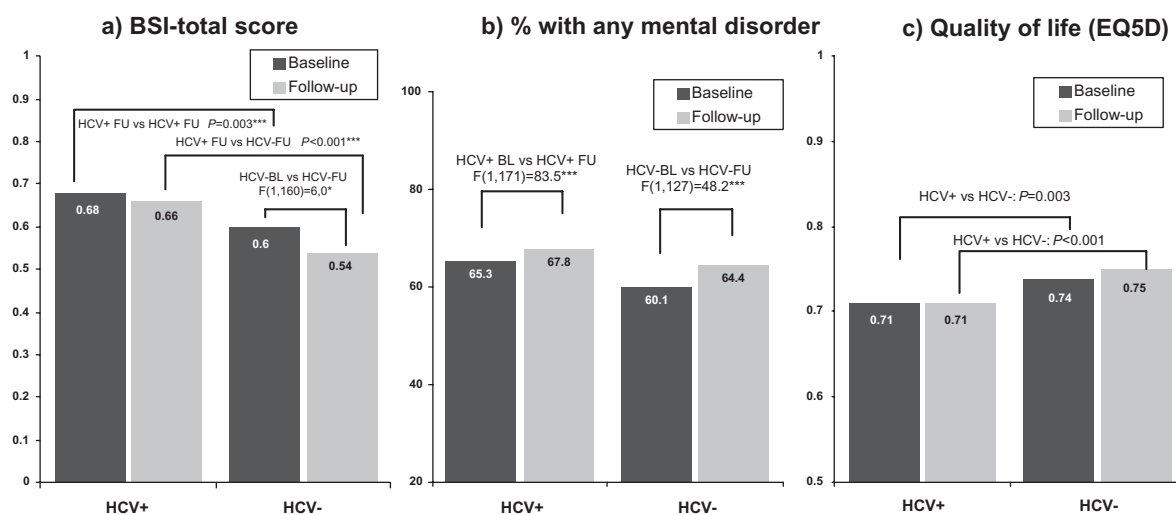 a) BSI-total score
1
0.9
0.8
0.7
0.6
0.5
0.4
0.3
0.2
0.1
0
Baseline
Follow-up
HCV+ FU vs HCV+ FU P=0.003***
HCV+ FU vs HCV-FU P<0.001***
HCV-BL vs HCV-FU
F(1,160)=6,0*
0.68
0.66
0.6
0.54
HCV+
HCV-
b) % with any mental disorder
100
80
60
40
20
Baseline
Follow-up
HCV+ BL vs HCV+ FU
F(1,171)=83.5***
HCV-BL vs HCV-FU
F(1,127)=48.2***
65.3
67.8
60.1
64.4
HCV+
HCV-
c) Quality of life (EQ5D)
1
0.9
0.8
0.7
0.6
0.5
Baseline
Follow-up
HCV+ vs HCV-: P=0.003
HCV+ vs HCV-: P<0.001
0.71
0.71
0.74
0.75
HCV+
HCV-